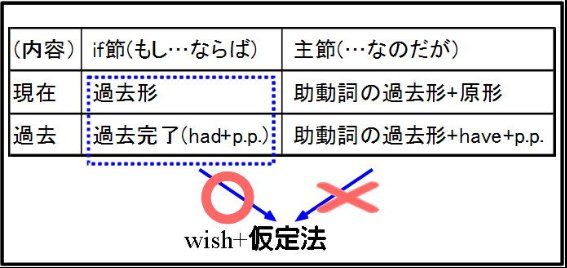 (内容) if節(もし…ならば) 主節(…なのだが)
現在 過去形 助動詞の過去形+原形
過去 過去完了(had+p.p.) 助動詞の過去形+have+p.p.
wish+仮定法